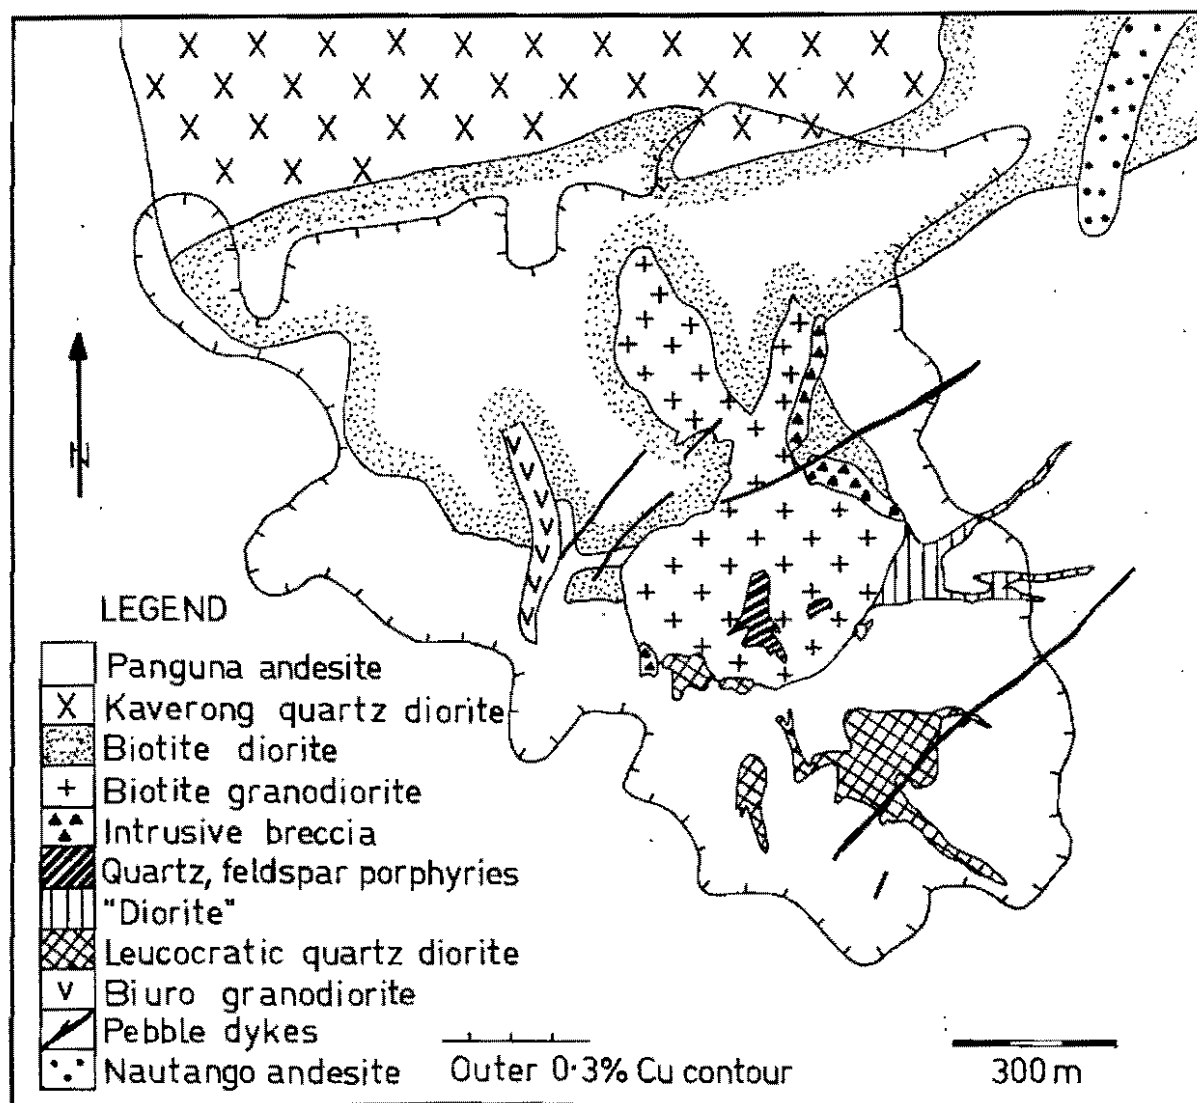 N
LEGEND
Panguna andesite
Kaverong quartz diorite
Biotite diorite
Biotite granodiorite
Intrusive breccia
Quartz, feldspar porphyries
"Diorite"
Leucocratic quartz diorite
Biuro granodiorite
Pebble dykes
Nautango andesite
Outer 0·3% Cu contour
300m